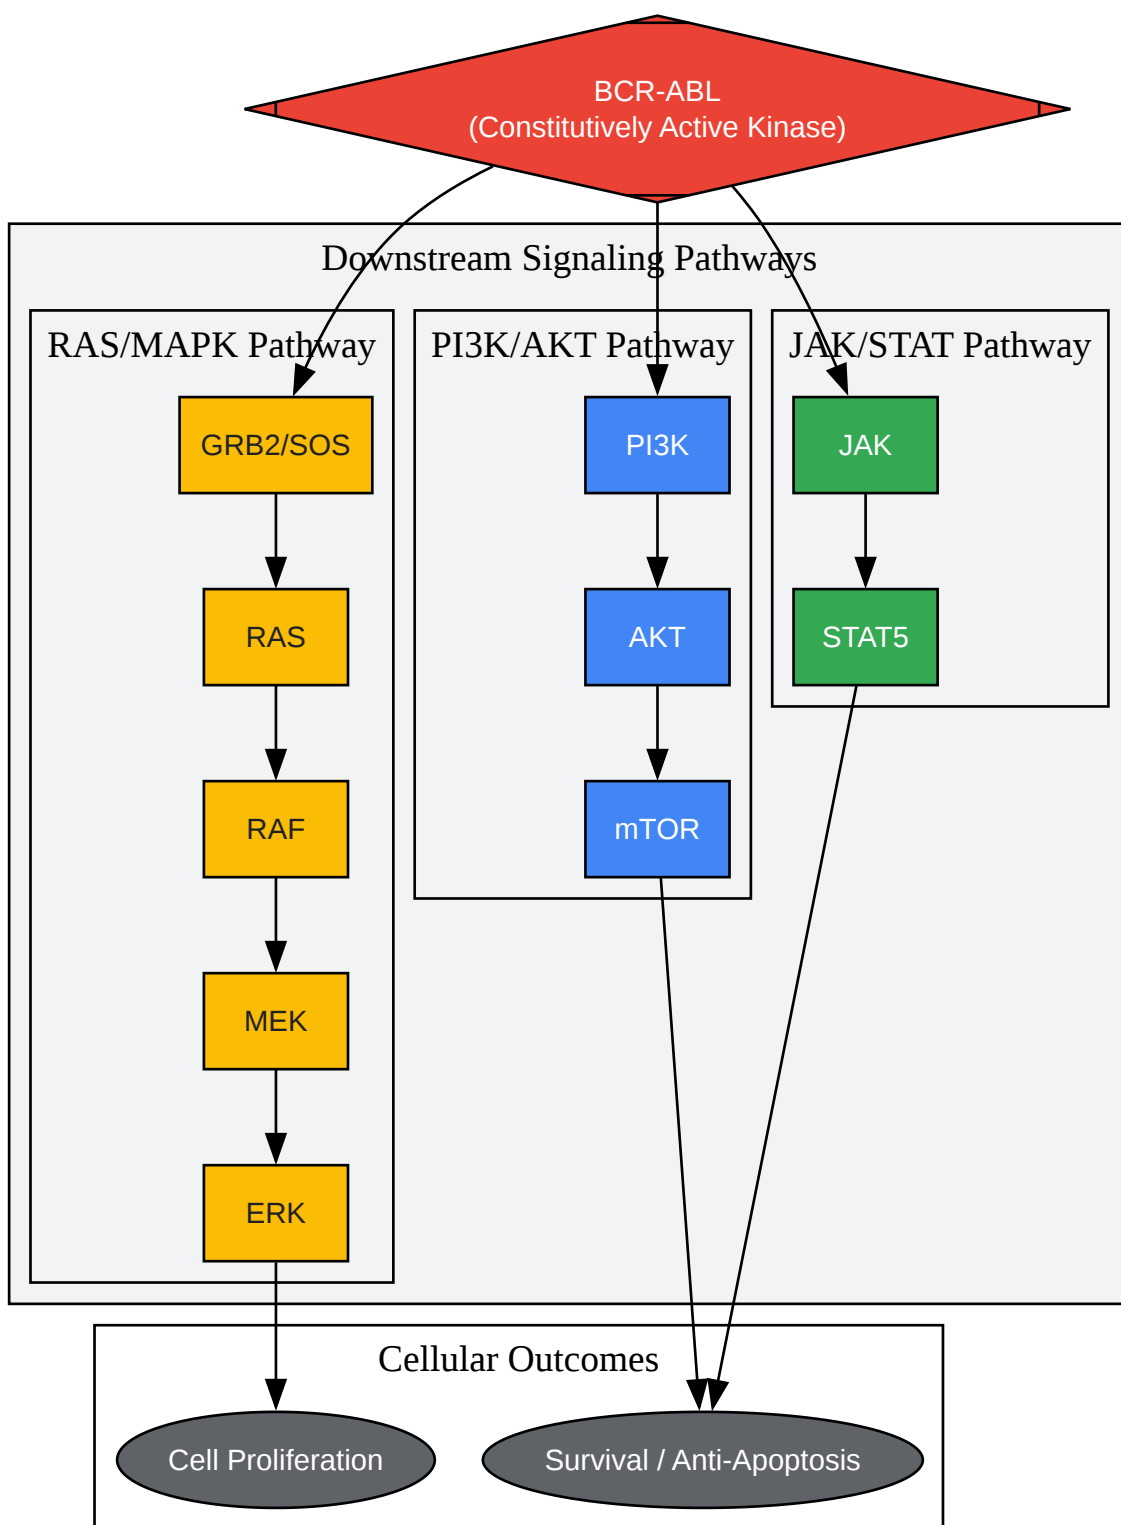 BCR-ABL
(Constitutively Active Kinase)
Downstream Signaling Pathways
RAS/MAPK Pathway
PI3K/AKT Pathway
JAK/STAT Pathway
GRB2/SOS
PI3K
JAK
RAS
AKT
STAT5
RAF
mTOR
MEK
ERK
Cellular Outcomes
Cell Proliferation
Survival / Anti-Apoptosis